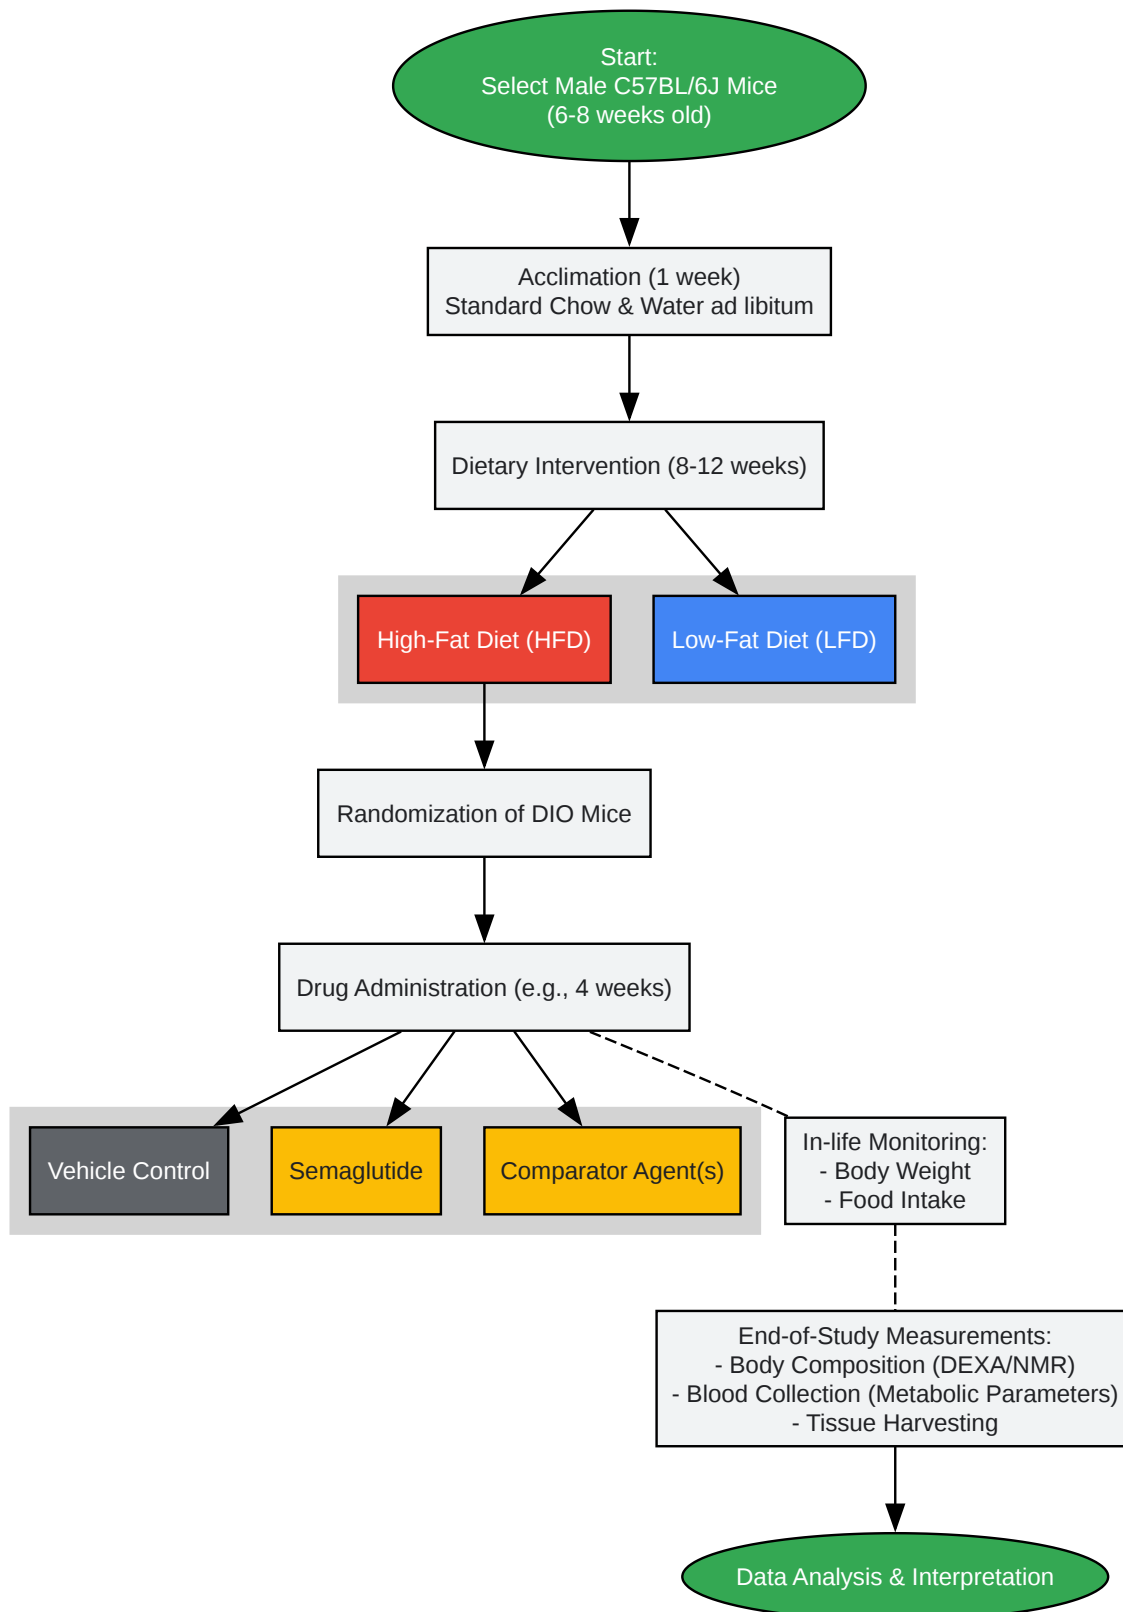 Start:
Select Male C57BL/6J Mice
(6-8 weeks old)
Acclimation (1 week)
Standard Chow & Water ad libitum
Dietary Intervention (8-12 weeks)
High-Fat Diet (HFD)
Low-Fat Diet (LFD)
Randomization of DIO Mice
Drug Administration (e.g., 4 weeks)
Vehicle Control
Semaglutide
Comparator Agent(s)
In-life Monitoring:
- Body Weight
- Food Intake
End-of-Study Measurements:
- Body Composition (DEXA/NMR)
- Blood Collection (Metabolic Parameters)
- Tissue Harvesting
Data Analysis & Interpretation